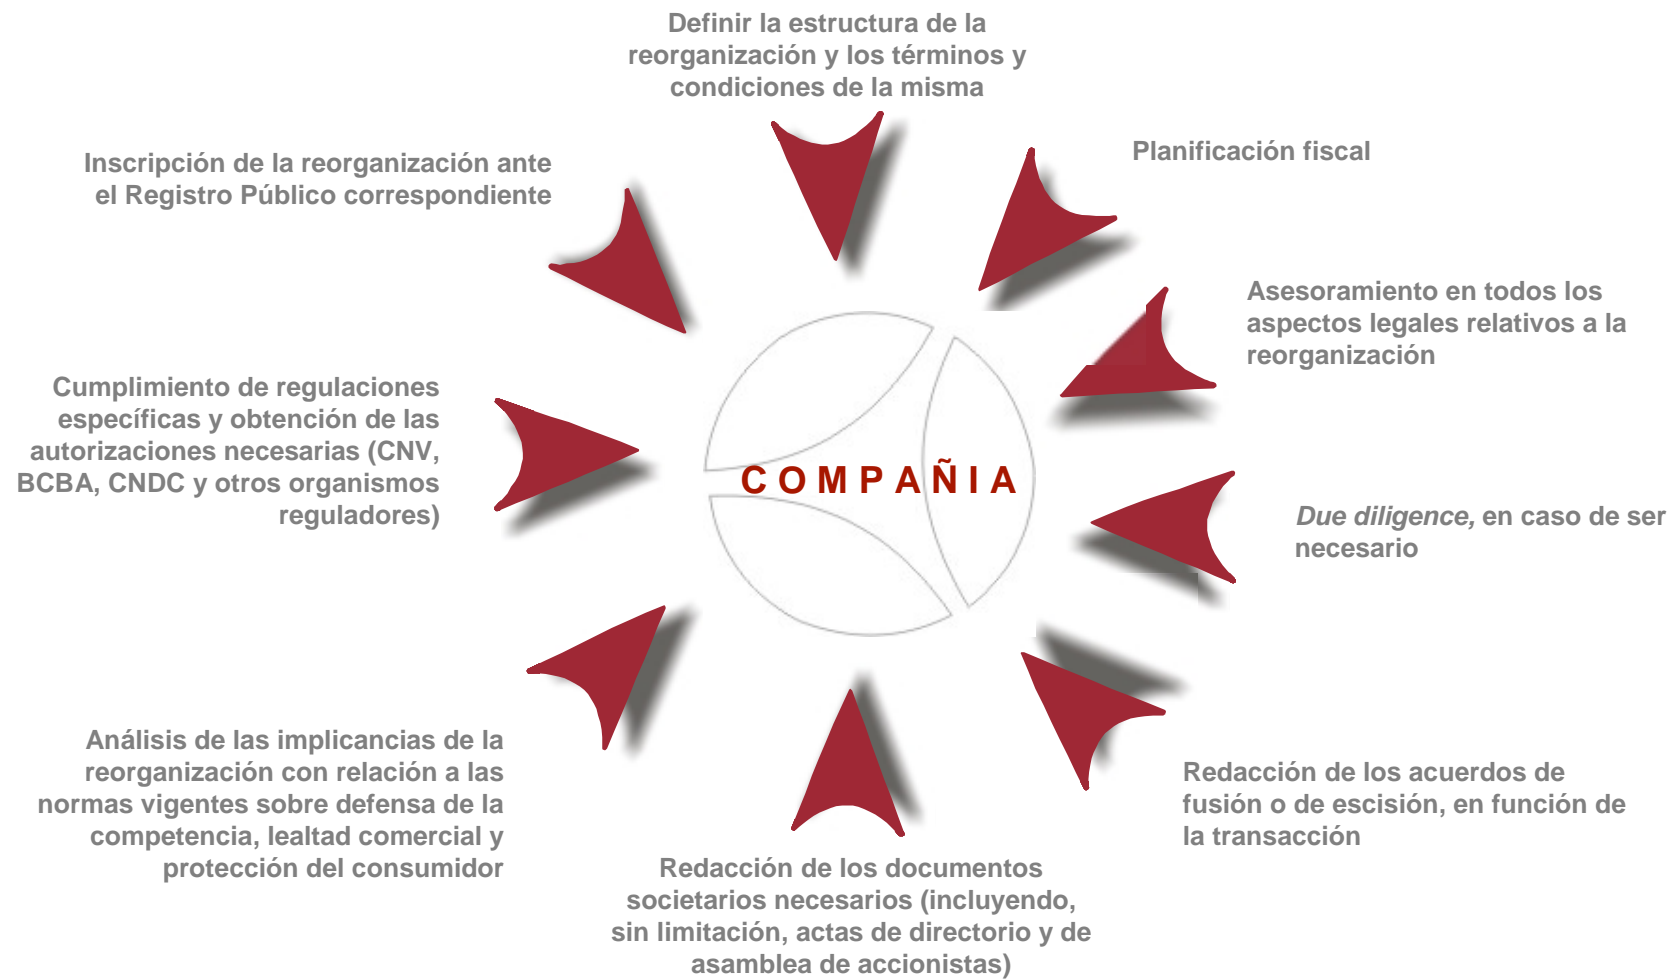 Definir la estructura de la
reorganización y los términos y
condiciones de la misma
Planificación fiscal
Asesoramiento en todos los
aspectos legales relativos a la
reorganización
Due diligence, en caso de ser
necesario
Redacción de los acuerdos de
fusión o de escisión, en función de
la transacción
Redacción de los documentos
societarios necesarios (incluyendo,
sin limitación, actas de directorio y de
asamblea de accionistas)
Análisis de las implicancias de la
reorganización con relación a las
normas vigentes sobre defensa de la
competencia, lealtad comercial y
protección del consumidor
Cumplimiento de regulaciones
específicas y obtención de las
autorizaciones necesarias (CNV,
BCBA, CNDC y otros organismos
reguladores)
Inscripción de la reorganización ante
el Registro Público correspondiente
COMPAÑIA